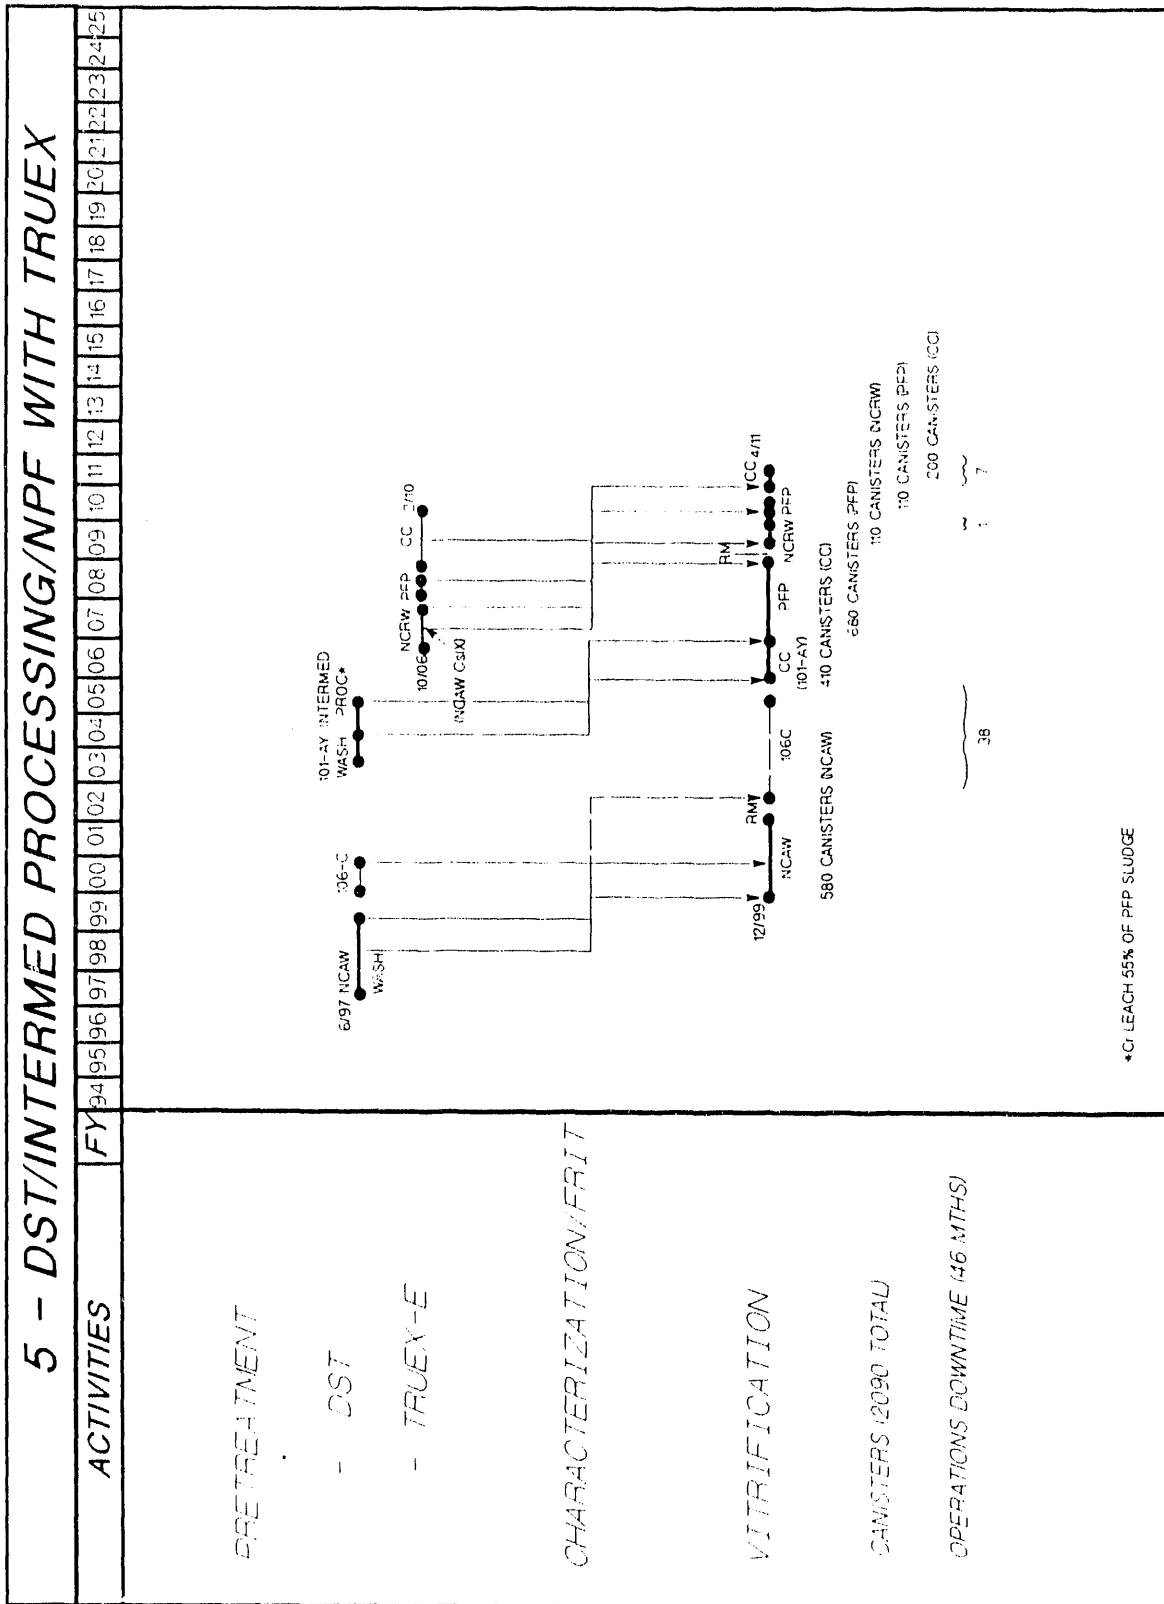 5 - DST/INTERMED PROCESSING/NPF WITH TRUEX
ACTIVITIES
FY 94 95 96 97 98 99 00 01 02 03 04 05 06 07 08 09 10 11 12 13 14 15 16 17 18 19 20 21 22 23 24 25
PRETREATMENT
- DST
6/97 NCAW
WASH
106-C
101-AY INTERMED
WASH PROC*
- TRUEX-E
10/06
NCRW PFP CC 2/10
(NCAW CsIX)
CHARACTERIZATION/FRIT
VITRIFICATION
12/99
NCAW
RM
106C
CC
(101-AY)
PFP
RM
NCRW PFP
CC 4/11
CANISTERS (2090 TOTAL)
580 CANISTERS (NCAW)
410 CANISTERS (CC)
680 CANISTERS (PFP)
110 CANISTERS (NCRW)
110 CANISTERS (PFP)
200 CANISTERS (CC)
OPERATIONS DOWNTIME (46 MTHS)
38
1
7
*Cr LEACH 55% OF PFP SLUDGE